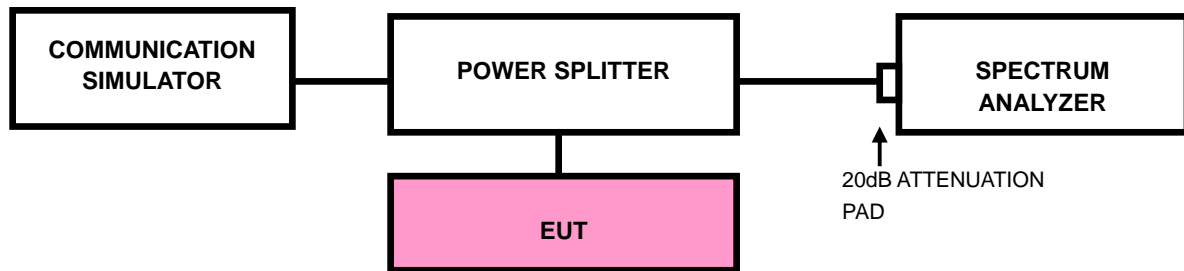 COMMUNICATION
SIMULATOR
POWER SPLITTER
SPECTRUM
ANALYZER
20dB ATTENUATION
PAD
EUT